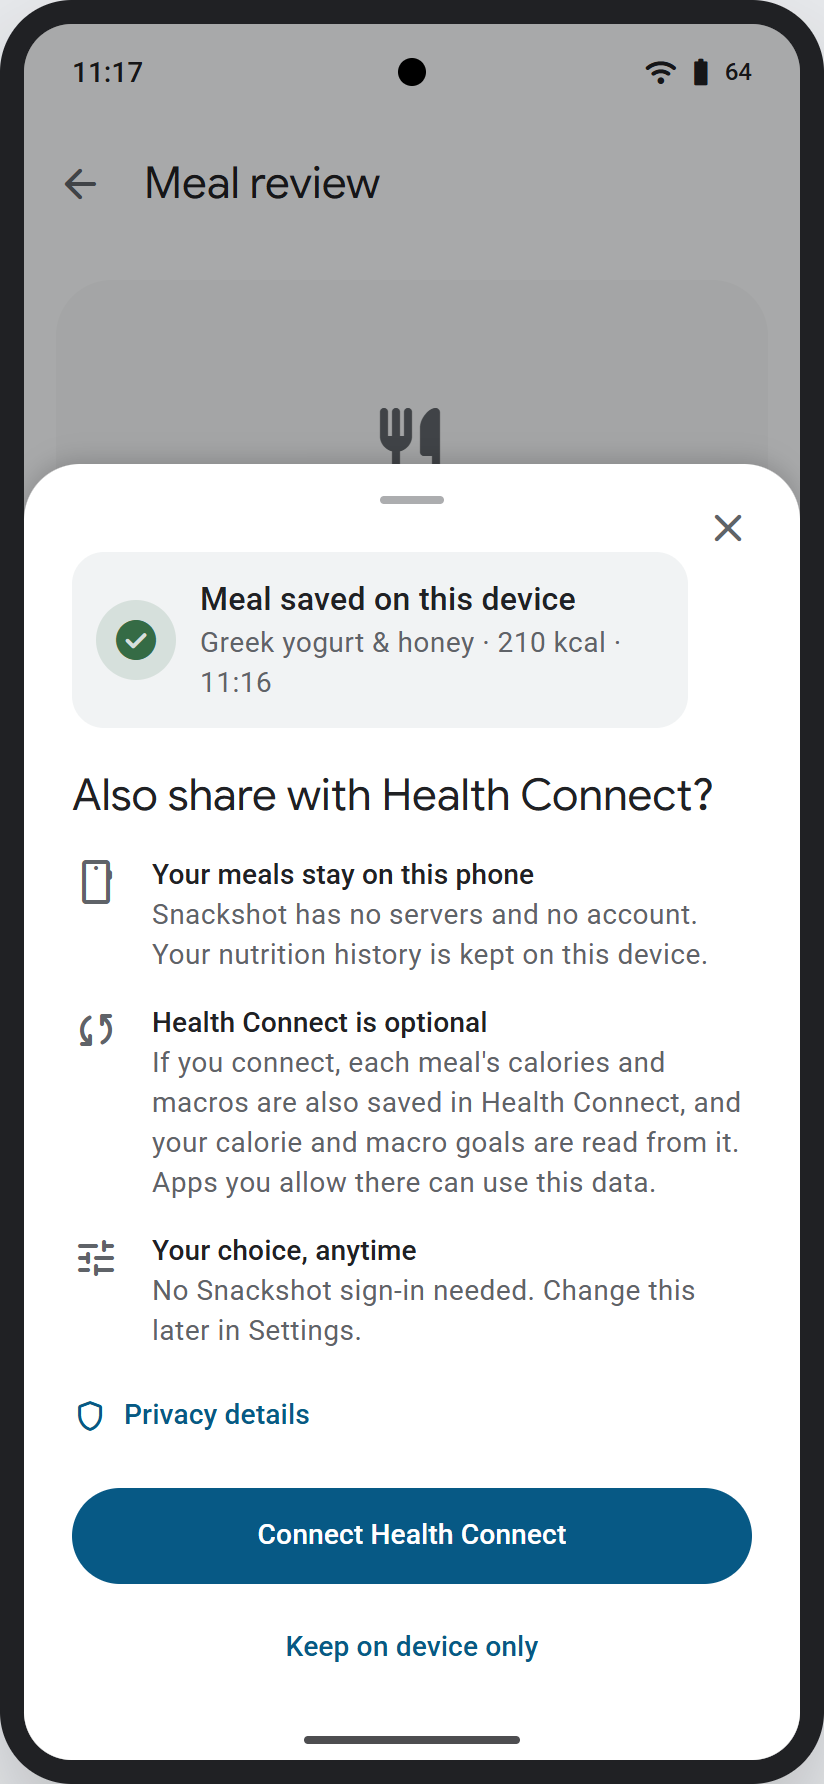 11:17
64
Meal review
Meal saved on this device
Greek yogurt & honey · 210 kcal ·
11:16
Also share with Health Connect?
Your meals stay on this phone
Snackshot has no servers and no account.
Your nutrition history is kept on this device.
Health Connect is optional
If you connect, each meal's calories and
macros are also saved in Health Connect, and
your calorie and macro goals are read from it.
Apps you allow there can use this data.
Your choice, anytime
No Snackshot sign-in needed. Change this
later in Settings.
Privacy details
Connect Health Connect
Keep on device only